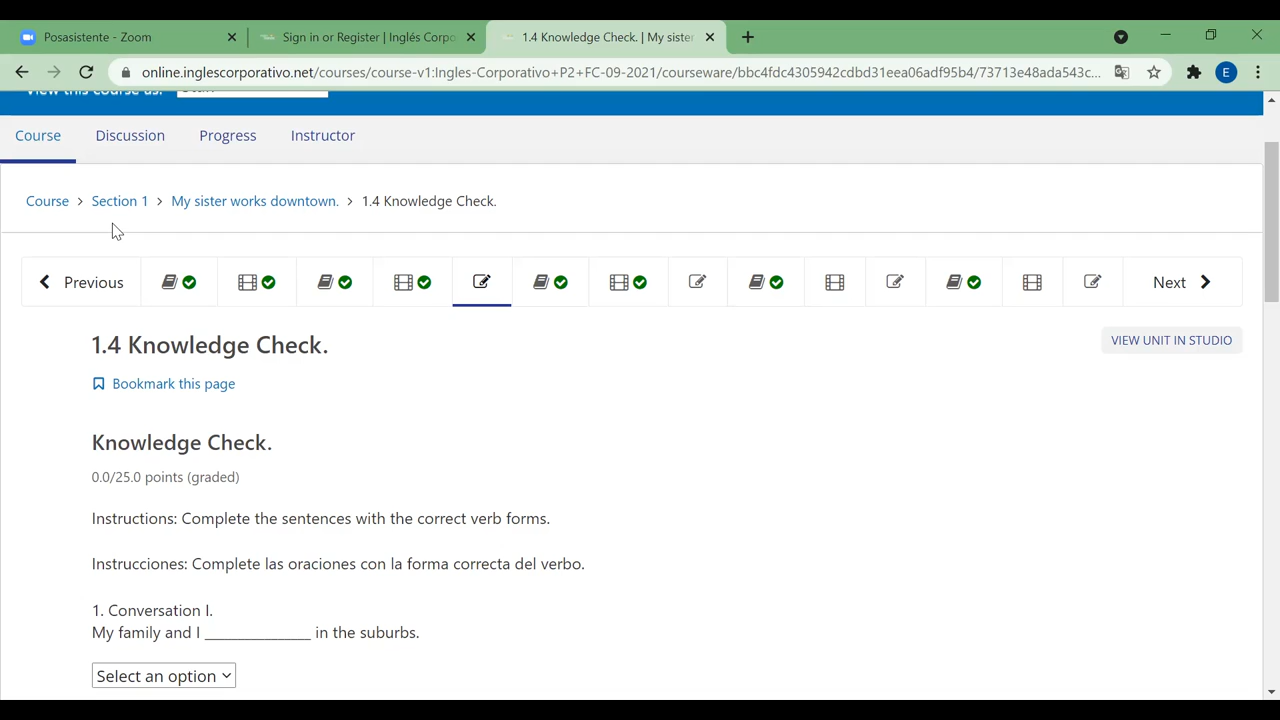 Posasistente - Zoom
Sign in or Register | Inglés Corpo
1.4 Knowledge Check. | My sister
online.inglescorporativo.net/courses/course-v1:Ingles-Corporativo+P2+FC-09-2021/courseware/bbc4fdc4305942cdbd31eea06adf95b4/73713e48ada543c...
E
View this course as:
Course
Discussion
Progress
Instructor
Course > Section 1 > My sister works downtown. > 1.4 Knowledge Check.
Previous
Next
1.4 Knowledge Check.
VIEW UNIT IN STUDIO
Bookmark this page
Knowledge Check.
0.0/25.0 points (graded)
Instructions: Complete the sentences with the correct verb forms.
Instrucciones: Complete las oraciones con la forma correcta del verbo.
1. Conversation I.
My family and I ______________ in the suburbs.
Select an option